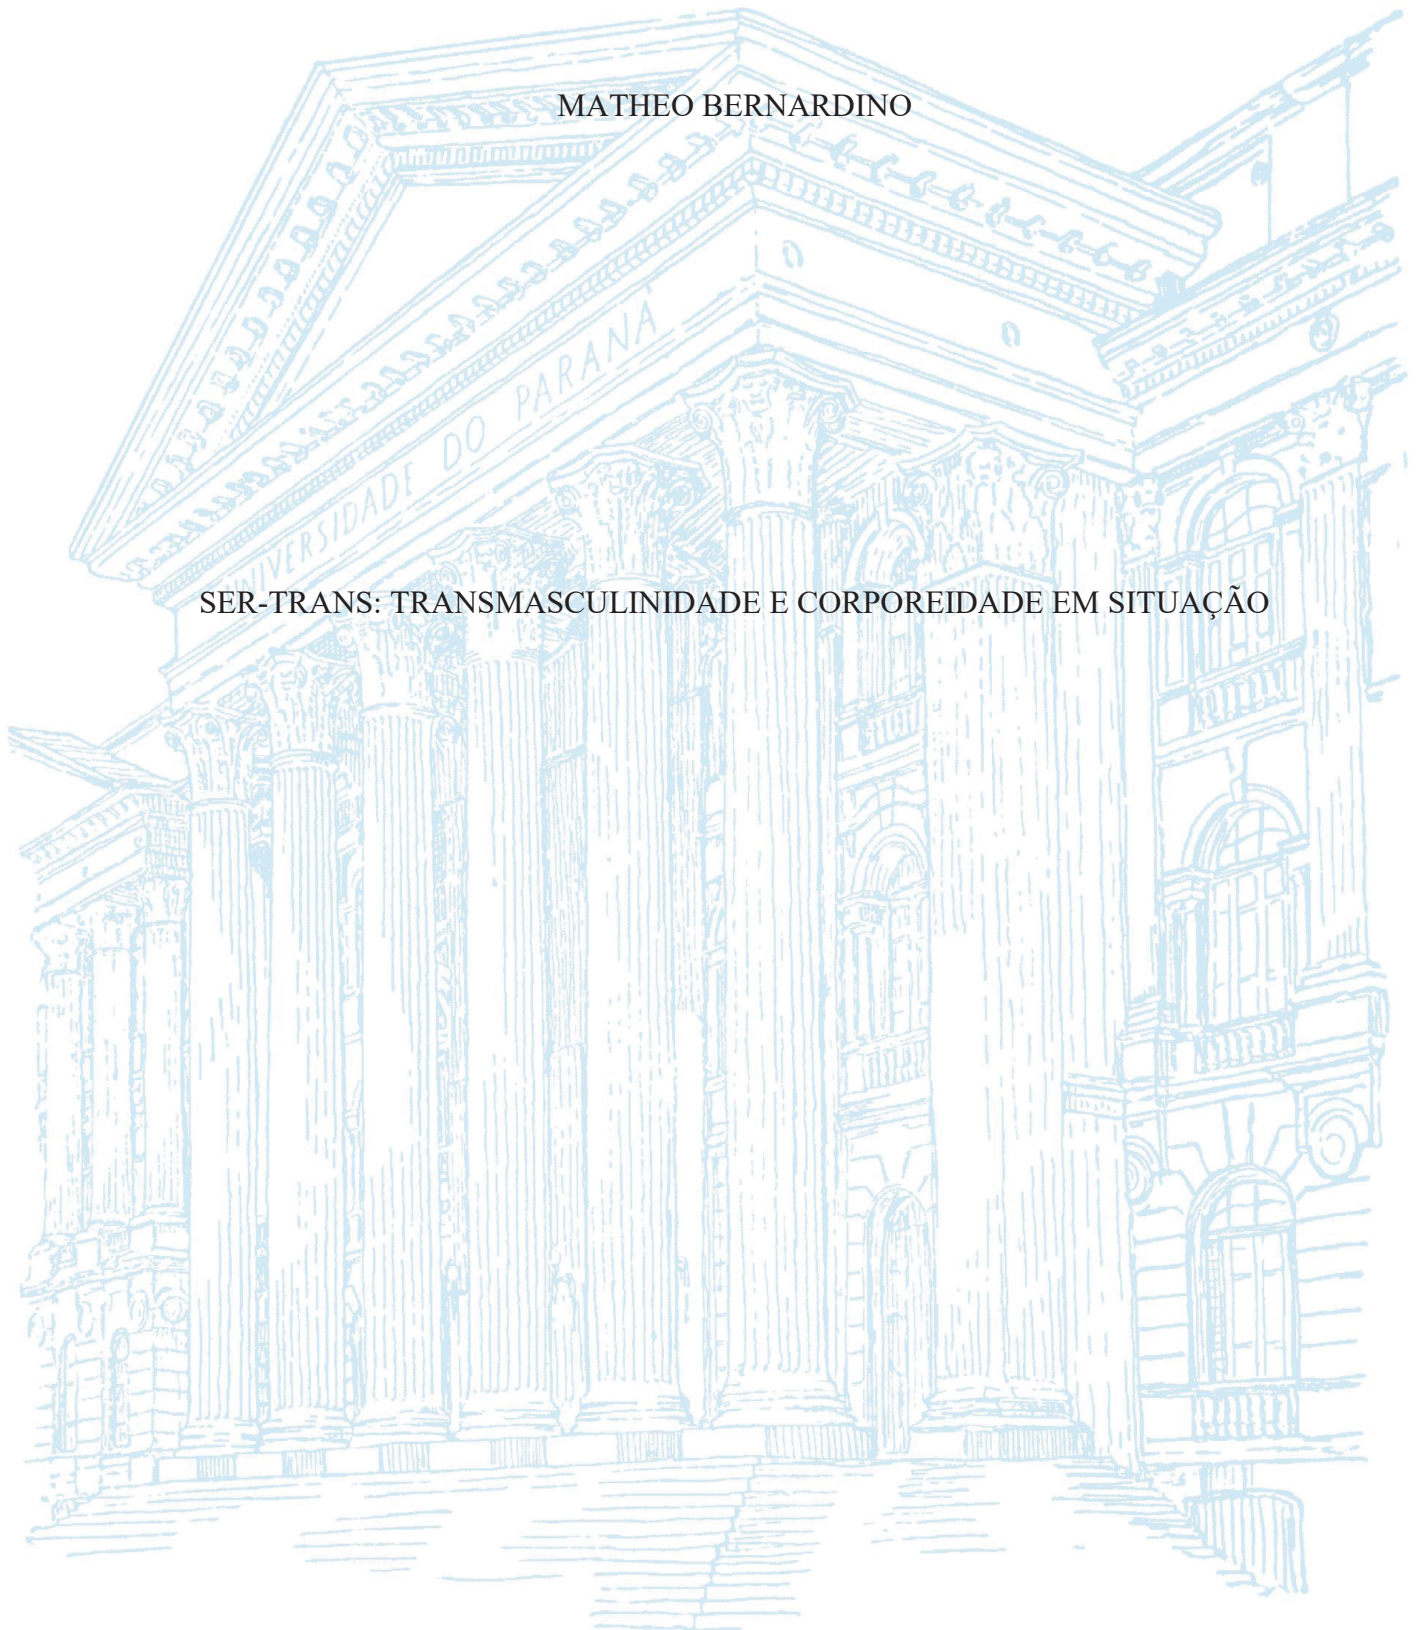 MATHEO BERNARDINO
UNIVERSIDADE DO PARANÁ
SER-TRANS: TRANSMASCULINIDADE E CORPOREIDADE EM SITUAÇÃO